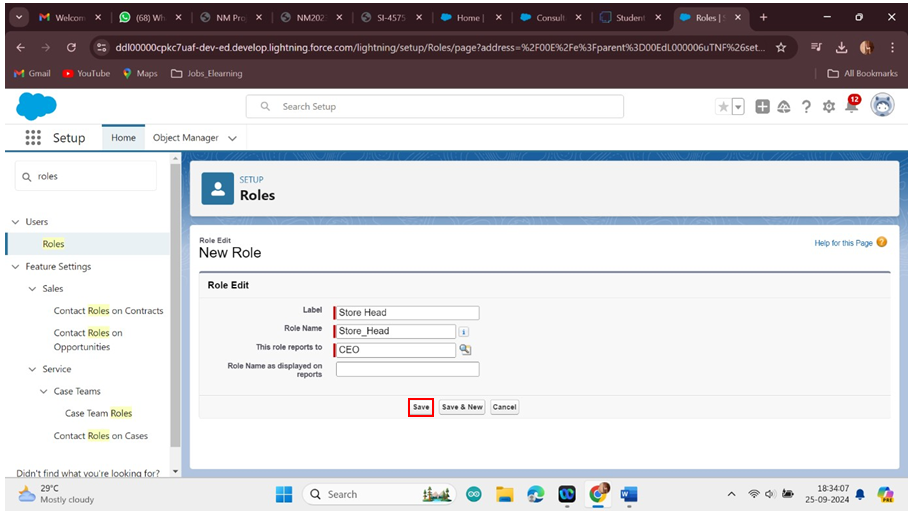 Welcom
(68) Wh
NM Pro
NM202
SI-4575
Home |
Consult
Student
Roles | S
ddl00000cpkc7uaf-dev-ed.develop.lightning.force.com/lightning/setup/Roles/page?address=%2F00E%2Fe%3Fparent%3D00EdL000006uTNF%26set...
Gmail
YouTube
Maps
Jobs_Elearning
All Bookmarks
Search Setup
12
Setup
Home
Object Manager
roles
Users
Roles
Feature Settings
Sales
Contact Roles on Contracts
Contact Roles on
Opportunities
Service
Case Teams
Case Team Roles
Contact Roles on Cases
Didn't find what you're looking for?
SETUP
Roles
Role Edit
New Role
Help for this Page
Role Edit
Label
Store Head
Role Name
Store_Head
This role reports to
CEO
Role Name as displayed on
reports
Save
Save & New
Cancel
29°C
Mostly cloudy
Search
18:34:07
25-09-2024